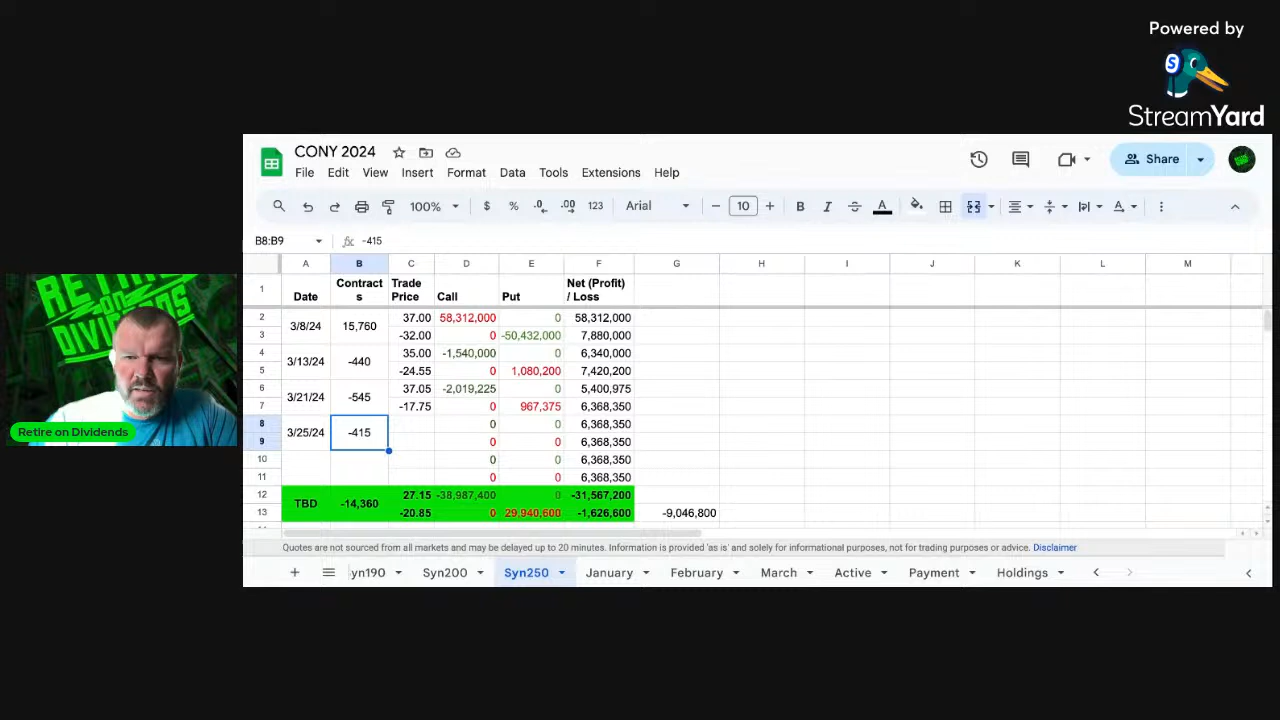 Powered by
S
StreamYard
RETIRE
ON
DIVIDENDS
Retire on Dividends
CONY 2024
File Edit View Insert Format Data Tools Extensions Help
Share
100% $ % .0 .00 123 Arial 10 B I A
B8:B9 fx -415
A B C D E F G H I J K L M
1 Date Contract s Trade Price Call Put Net (Profit) / Loss
2 3/8/24 15,760 37.00 58,312,000 0 58,312,000
3 -32.00 0 -50,432,000 7,880,000
4 3/13/24 -440 35.00 -1,540,000 0 6,340,000
5 -24.55 0 1,080,200 7,420,200
6 3/21/24 -545 37.05 -2,019,225 0 5,400,975
7 -17.75 0 967,375 6,368,350
8 3/25/24 -415 0 0 6,368,350
9 0 0 6,368,350
10 0 0 6,368,350
11 0 0 6,368,350
12 TBD -14,360 27.15 -38,987,400 0 -31,567,200
13 -20.85 0 29,940,600 -1,626,600 -9,046,800
Quotes are not sourced from all markets and may be delayed up to 20 minutes. Information is provided 'as is' and solely for informational purposes, not for trading purposes or advice. Disclaimer
yn190 Syn200 Syn250 January February March Active Payment Holdings